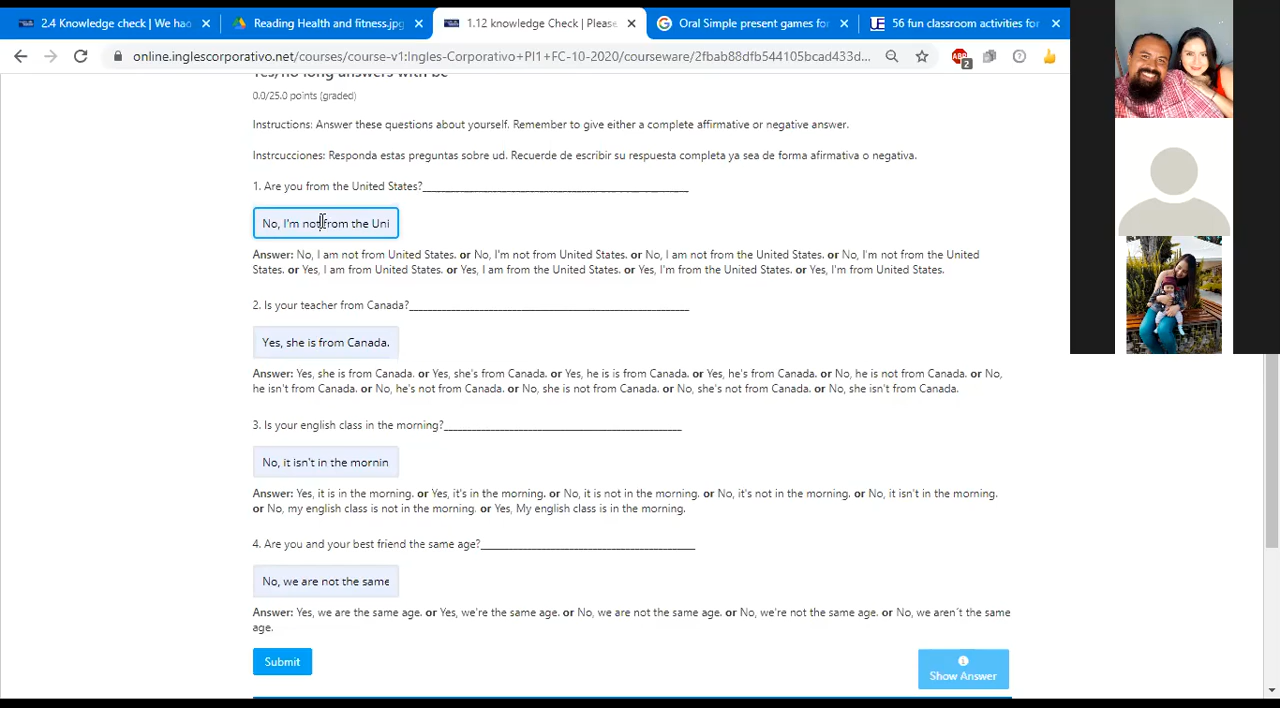 2.4 Knowledge check | We hao
Reading Health and fitness.jpg
1.12 knowledge Check | Please
Oral Simple present games for
56 fun classroom activities for
online.inglescorporativo.net/courses/course-v1:Ingles-Corporativo+PI1+FC-10-2020/courseware/2fbab88dfb544105bcad433d...
ABP
2
Yes/no long answers with be
0.0/25.0 points (graded)
Instructions: Answer these questions about yourself. Remember to give either a complete affirmative or negative answer.
Instrcucciones: Responda estas preguntas sobre ud. Recuerde de escribir su respuesta completa ya sea de forma afirmativa o negativa.
1. Are you from the United States?
No, I'm not from the Uni
Answer: No, I am not from United States. or No, I'm not from United States. or No, I am not from the United States. or No, I'm not from the United
States. or Yes, I am from United States. or Yes, I am from the United States. or Yes, I'm from the United States. or Yes, I'm from United States.
2. Is your teacher from Canada?
Yes, she is from Canada.
Answer: Yes, she is from Canada. or Yes, she's from Canada. or Yes, he is is from Canada. or Yes, he's from Canada. or No, he is not from Canada. or No,
he isn't from Canada. or No, he's not from Canada. or No, she is not from Canada. or No, she's not from Canada. or No, she isn't from Canada.
3. Is your english class in the morning?
No, it isn't in the mornin
Answer: Yes, it is in the morning. or Yes, it's in the morning. or No, it is not in the morning. or No, it's not in the morning. or No, it isn't in the morning.
or No, my english class is not in the morning. or Yes, My english class is in the morning.
4. Are you and your best friend the same age?
No, we are not the same
Answer: Yes, we are the same age. or Yes, we're the same age. or No, we are not the same age. or No, we're not the same age. or No, we aren´t the same
age.
Submit
Show Answer